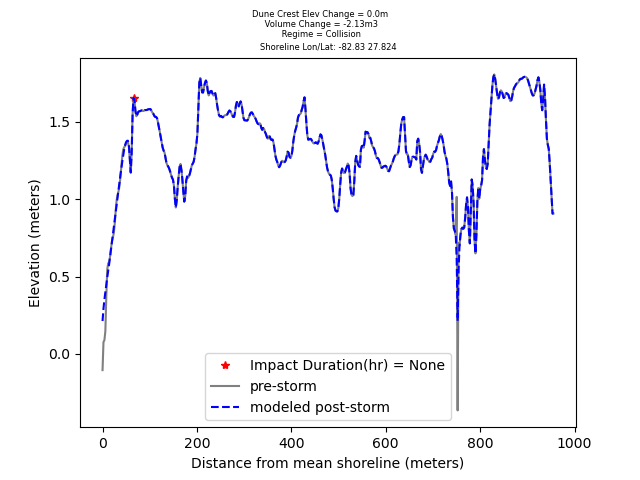 Dune Crest Elev Change = 0.0m
Volume Change = -2.13m3
Regime = Collision
Shoreline Lon/Lat: -82.83 27.824
1.5
1.0
0.5
0.0
Elevation (meters)
Impact Duration(hr) = None
pre-storm
modeled post-storm
0
200
400
600
800
1000
Distance from mean shoreline (meters)